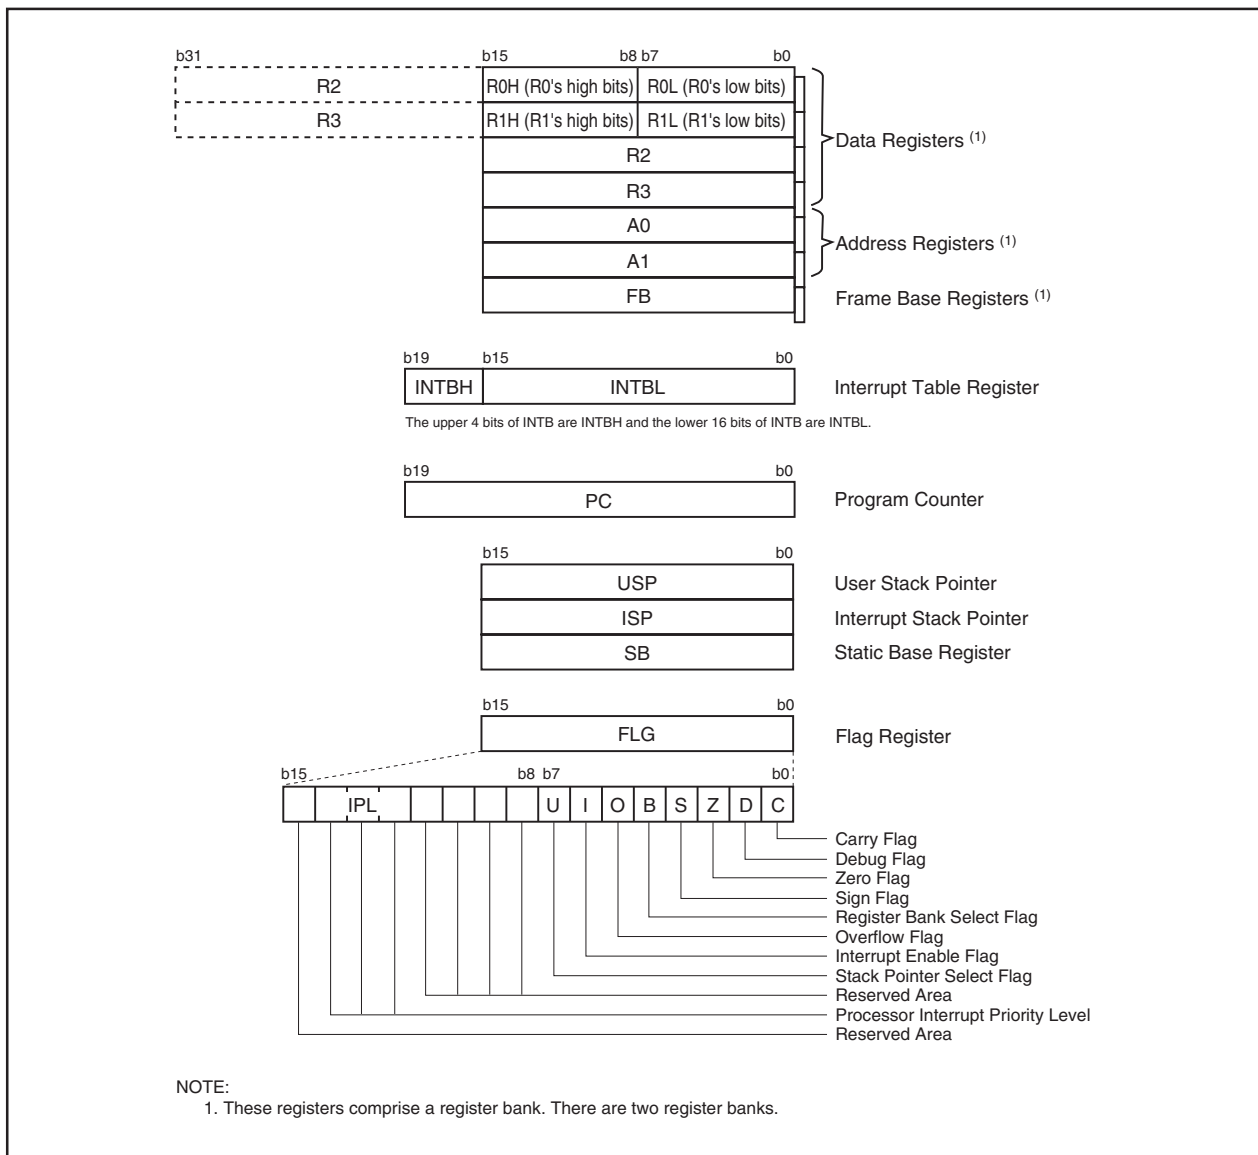 b31 b15 b8 b7 b0
R2 R0H (R0's high bits) R0L (R0's low bits)
R3 R1H (R1's high bits) R1L (R1's low bits)
Data Registers (1)
R2
R3
A0
Address Registers (1)
A1
FB Frame Base Registers (1)
b19 b15 b0
INTBH INTBL Interrupt Table Register
The upper 4 bits of INTB are INTBH and the lower 16 bits of INTB are INTBL.
b19 b0
PC Program Counter
b15 b0
USP User Stack Pointer
ISP Interrupt Stack Pointer
SB Static Base Register
b15 b0
FLG Flag Register
b15 b8 b7 b0
IPL U I O B S Z D C
Carry Flag
Debug Flag
Zero Flag
Sign Flag
Register Bank Select Flag
Overflow Flag
Interrupt Enable Flag
Stack Pointer Select Flag
Reserved Area
Processor Interrupt Priority Level
Reserved Area
NOTE:
1. These registers comprise a register bank. There are two register banks.